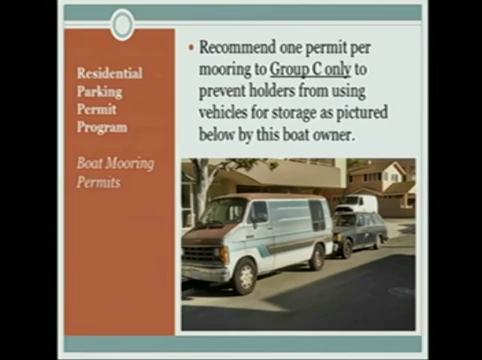 Residential
Parking
Permit
Program
Boat Mooring
Permits
Recommend one permit per
mooring to Group C only to
prevent holders from using
vehicles for storage as pictured
below by this boat owner.